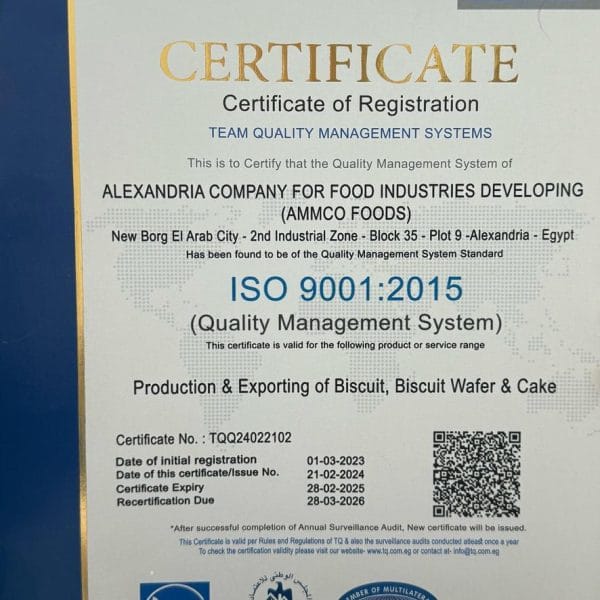 CERTIFICATE
Certificate of Registration
TEAM QUALITY MANAGEMENT SYSTEMS
This is to Certify that the Quality Management System of
ALEXANDRIA COMPANY FOR FOOD INDUSTRIES DEVELOPING
(AMMCO FOODS)
New Borg El Arab City - 2nd Industrial Zone - Block 35 - Plot 9 -Alexandria - Egypt
Has been found to be of the Quality Management System Standard
ISO 9001:2015
(Quality Management System)
This certificate is valid for the following product or service range
Production & Exporting of Biscuit, Biscuit Wafer & Cake
Certificate No. : TQQ24022102
Date of initial registration 01-03-2023
Date of this certificate/Issue No. 21-02-2024
Certificate Expiry 28-02-2025
Recertification Due 28-03-2026
*After successful completion of Annual Surveillance Audit, New certificate will be issued.
This Certificate is valid per Rules and Regulations of TQ & also the surveillance audits conducted atleast once a year
To check the certification validity please visit our website- www.tq.com.eg or contact at- info@tq.com.eg
المجلس الوطني للاعتماد
MEMBER OF MULTILATERAL